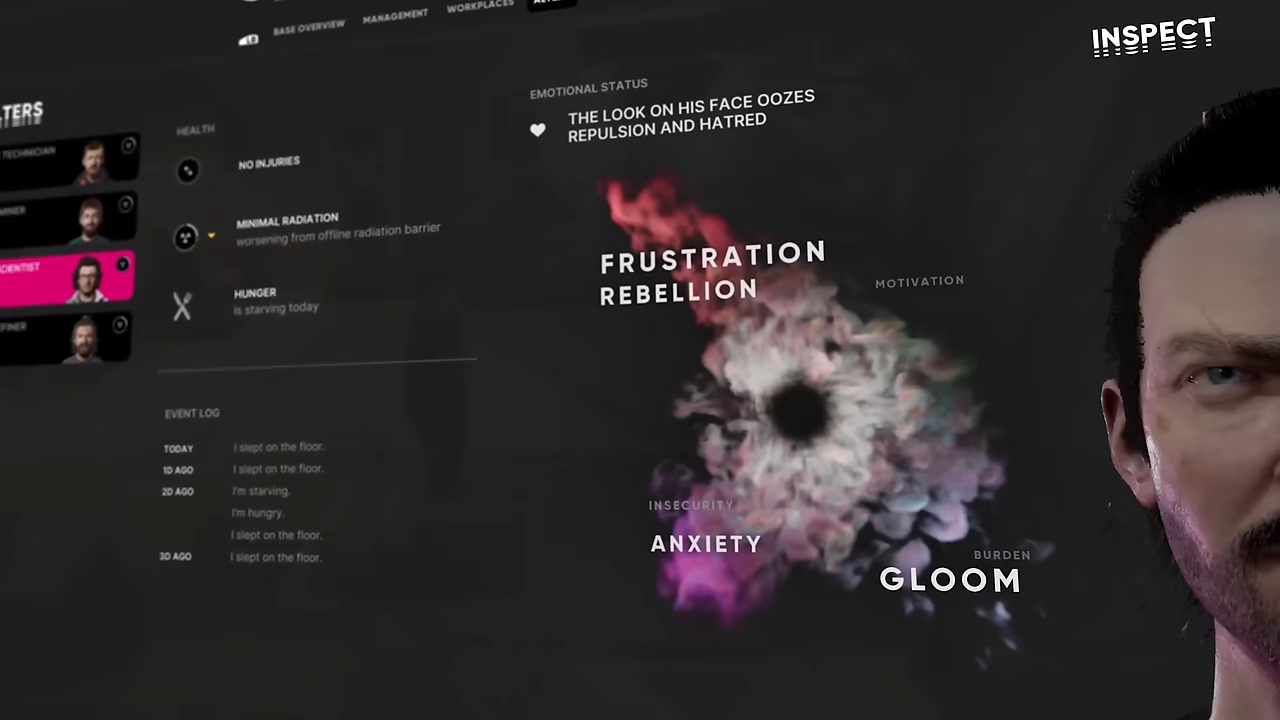 BASE OVERVIEW
MANAGEMENT
WORKPLACES
INSPECT
LTERS
TECHNICIAN
MINER
CIENTIST
FINER
HEALTH
NO INJURIES
MINIMAL RADIATION
worsening from offline radiation barrier
HUNGER
is starving today
EVENT LOG
TODAY I slept on the floor.
1D AGO I slept on the floor.
2D AGO I'm starving.
I'm hungry.
I slept on the floor.
3D AGO I slept on the floor.
EMOTIONAL STATUS
THE LOOK ON HIS FACE OOZES
REPULSION AND HATRED
FRUSTRATION
REBELLION
MOTIVATION
INSECURITY
ANXIETY
BURDEN
GLOOM